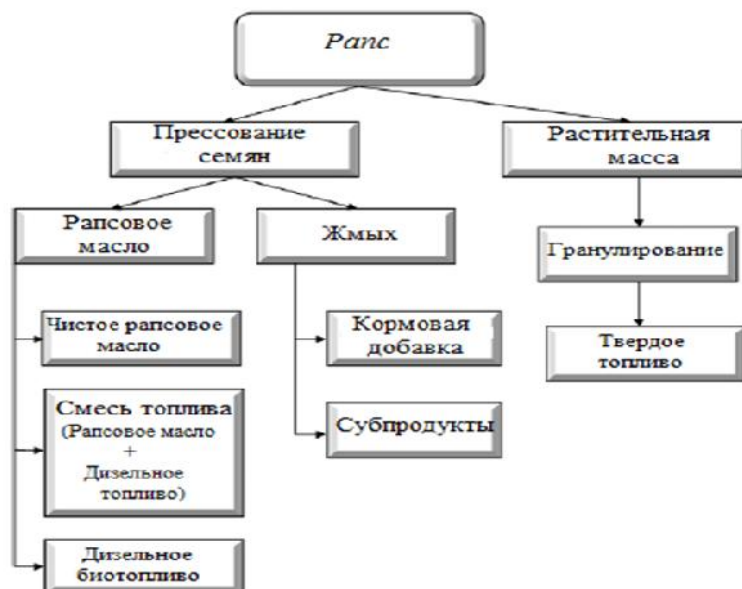 Рапс
Прессование
семян
Растительная
масса
Рапсовое
масло
Жмых
Гранулирование
Чистое рапсовое
масло
Кормовая
добавка
Твердое
топливо
Смесь топлива
(Рапсовое масло
+
Дизельное
топливо)
Субпродукты
Дизельное
биотопливо